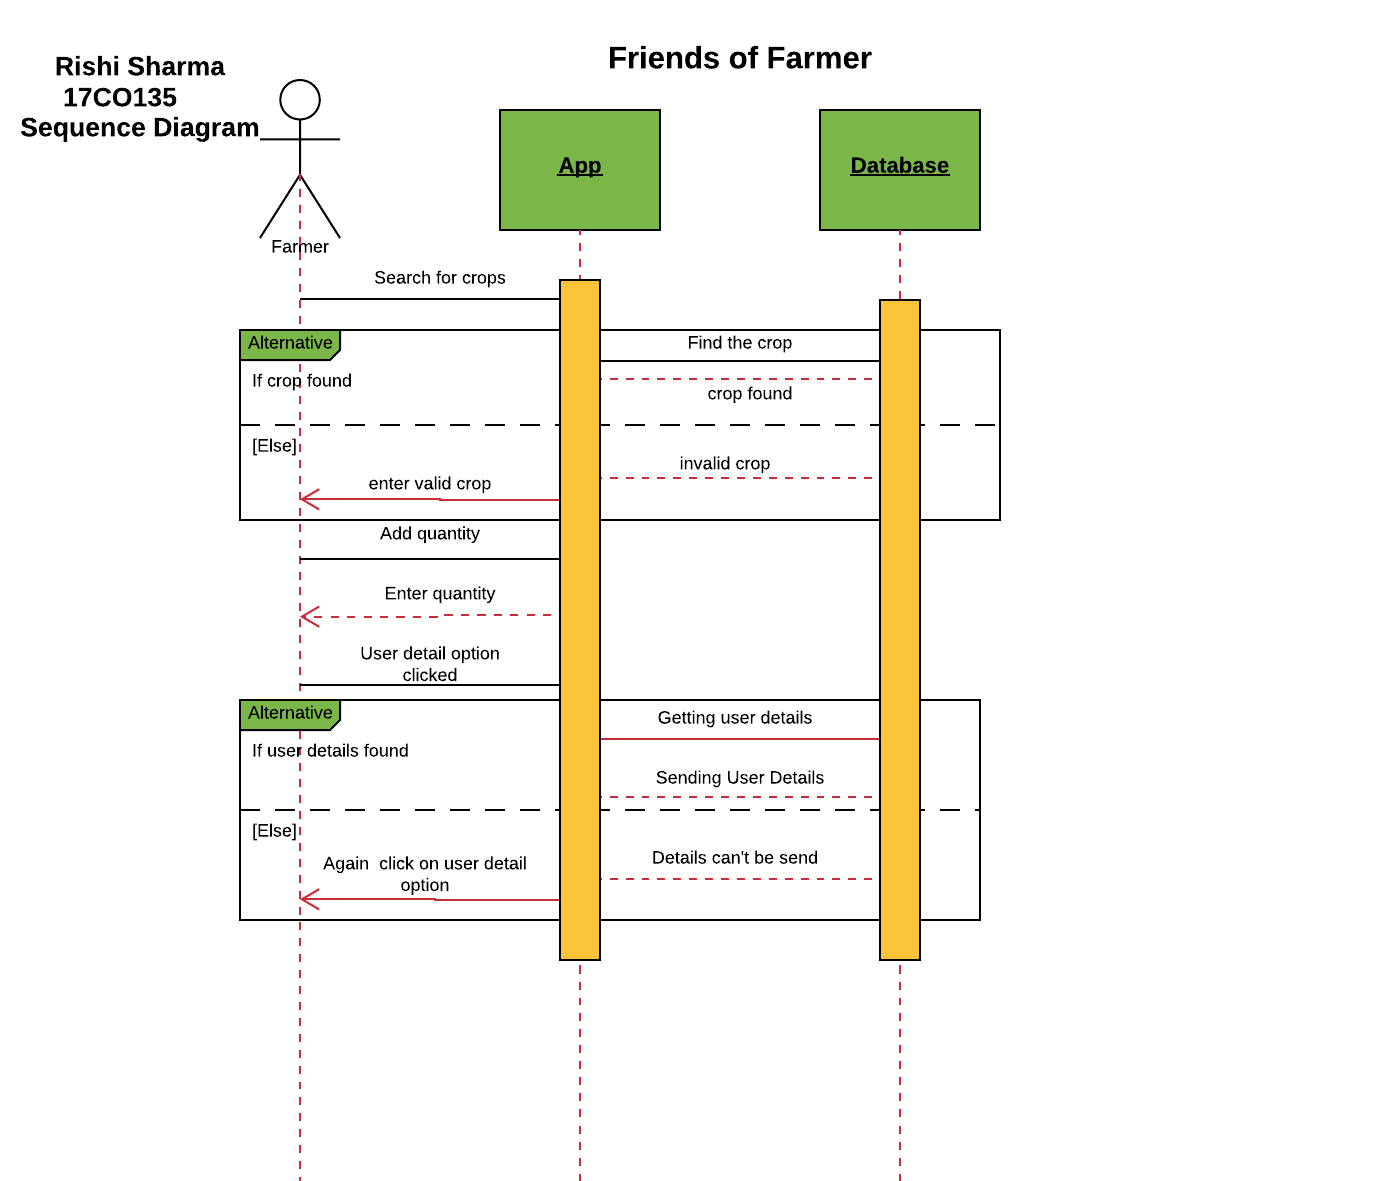 Friends of Farmer
Rishi Sharma
17CO135
Sequence Diagram
App
Database
Farmer
Search for crops
Alternative
Find the crop
If crop found
crop found
[Else]
invalid crop
enter valid crop
Add quantity
Enter quantity
User detail option
clicked
Alternative
Getting user details
If user details found
Sending User Details
[Else]
Details can't be send
Again  click on user detail
option